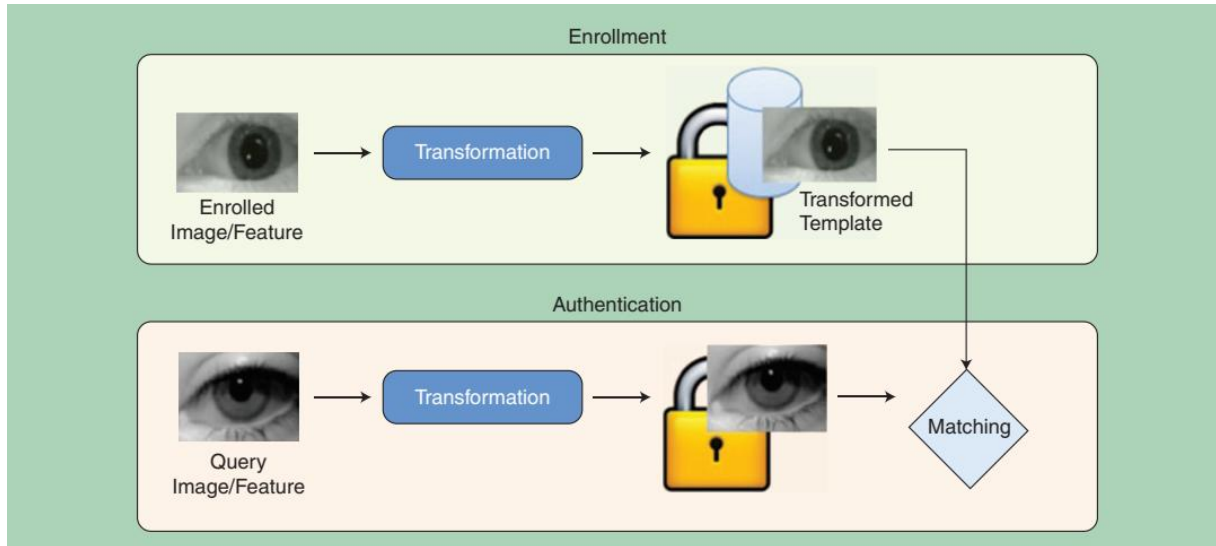 Enrollment
Transformation
Enrolled
Image/Feature
Transformed
Template
Authentication
Transformation
Query
Image/Feature
Matching